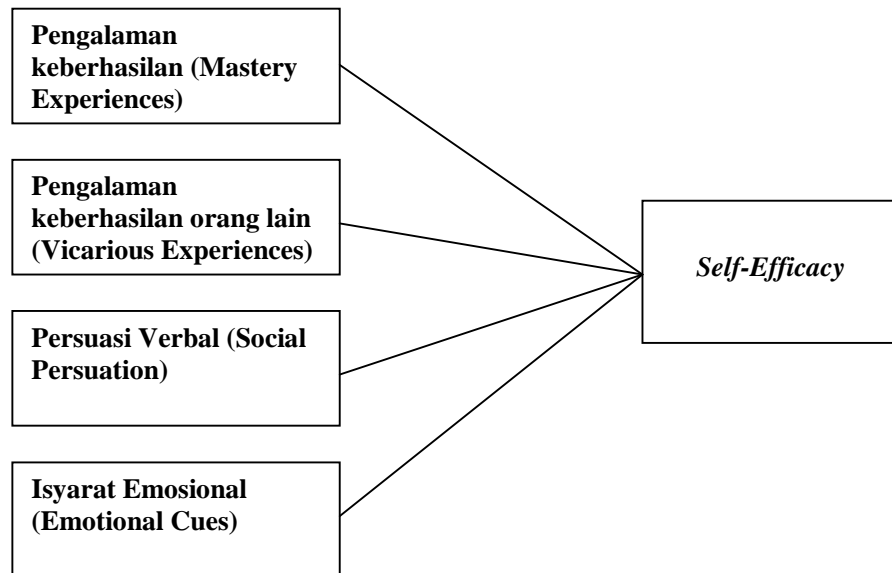 Pengalaman
keberhasilan (Mastery
Experiences)
Pengalaman
keberhasilan orang lain
(Vicarious Experiences)
Persuasi Verbal (Social
Persuation)
Isyarat Emosional
(Emotional Cues)
Self-Efficacy